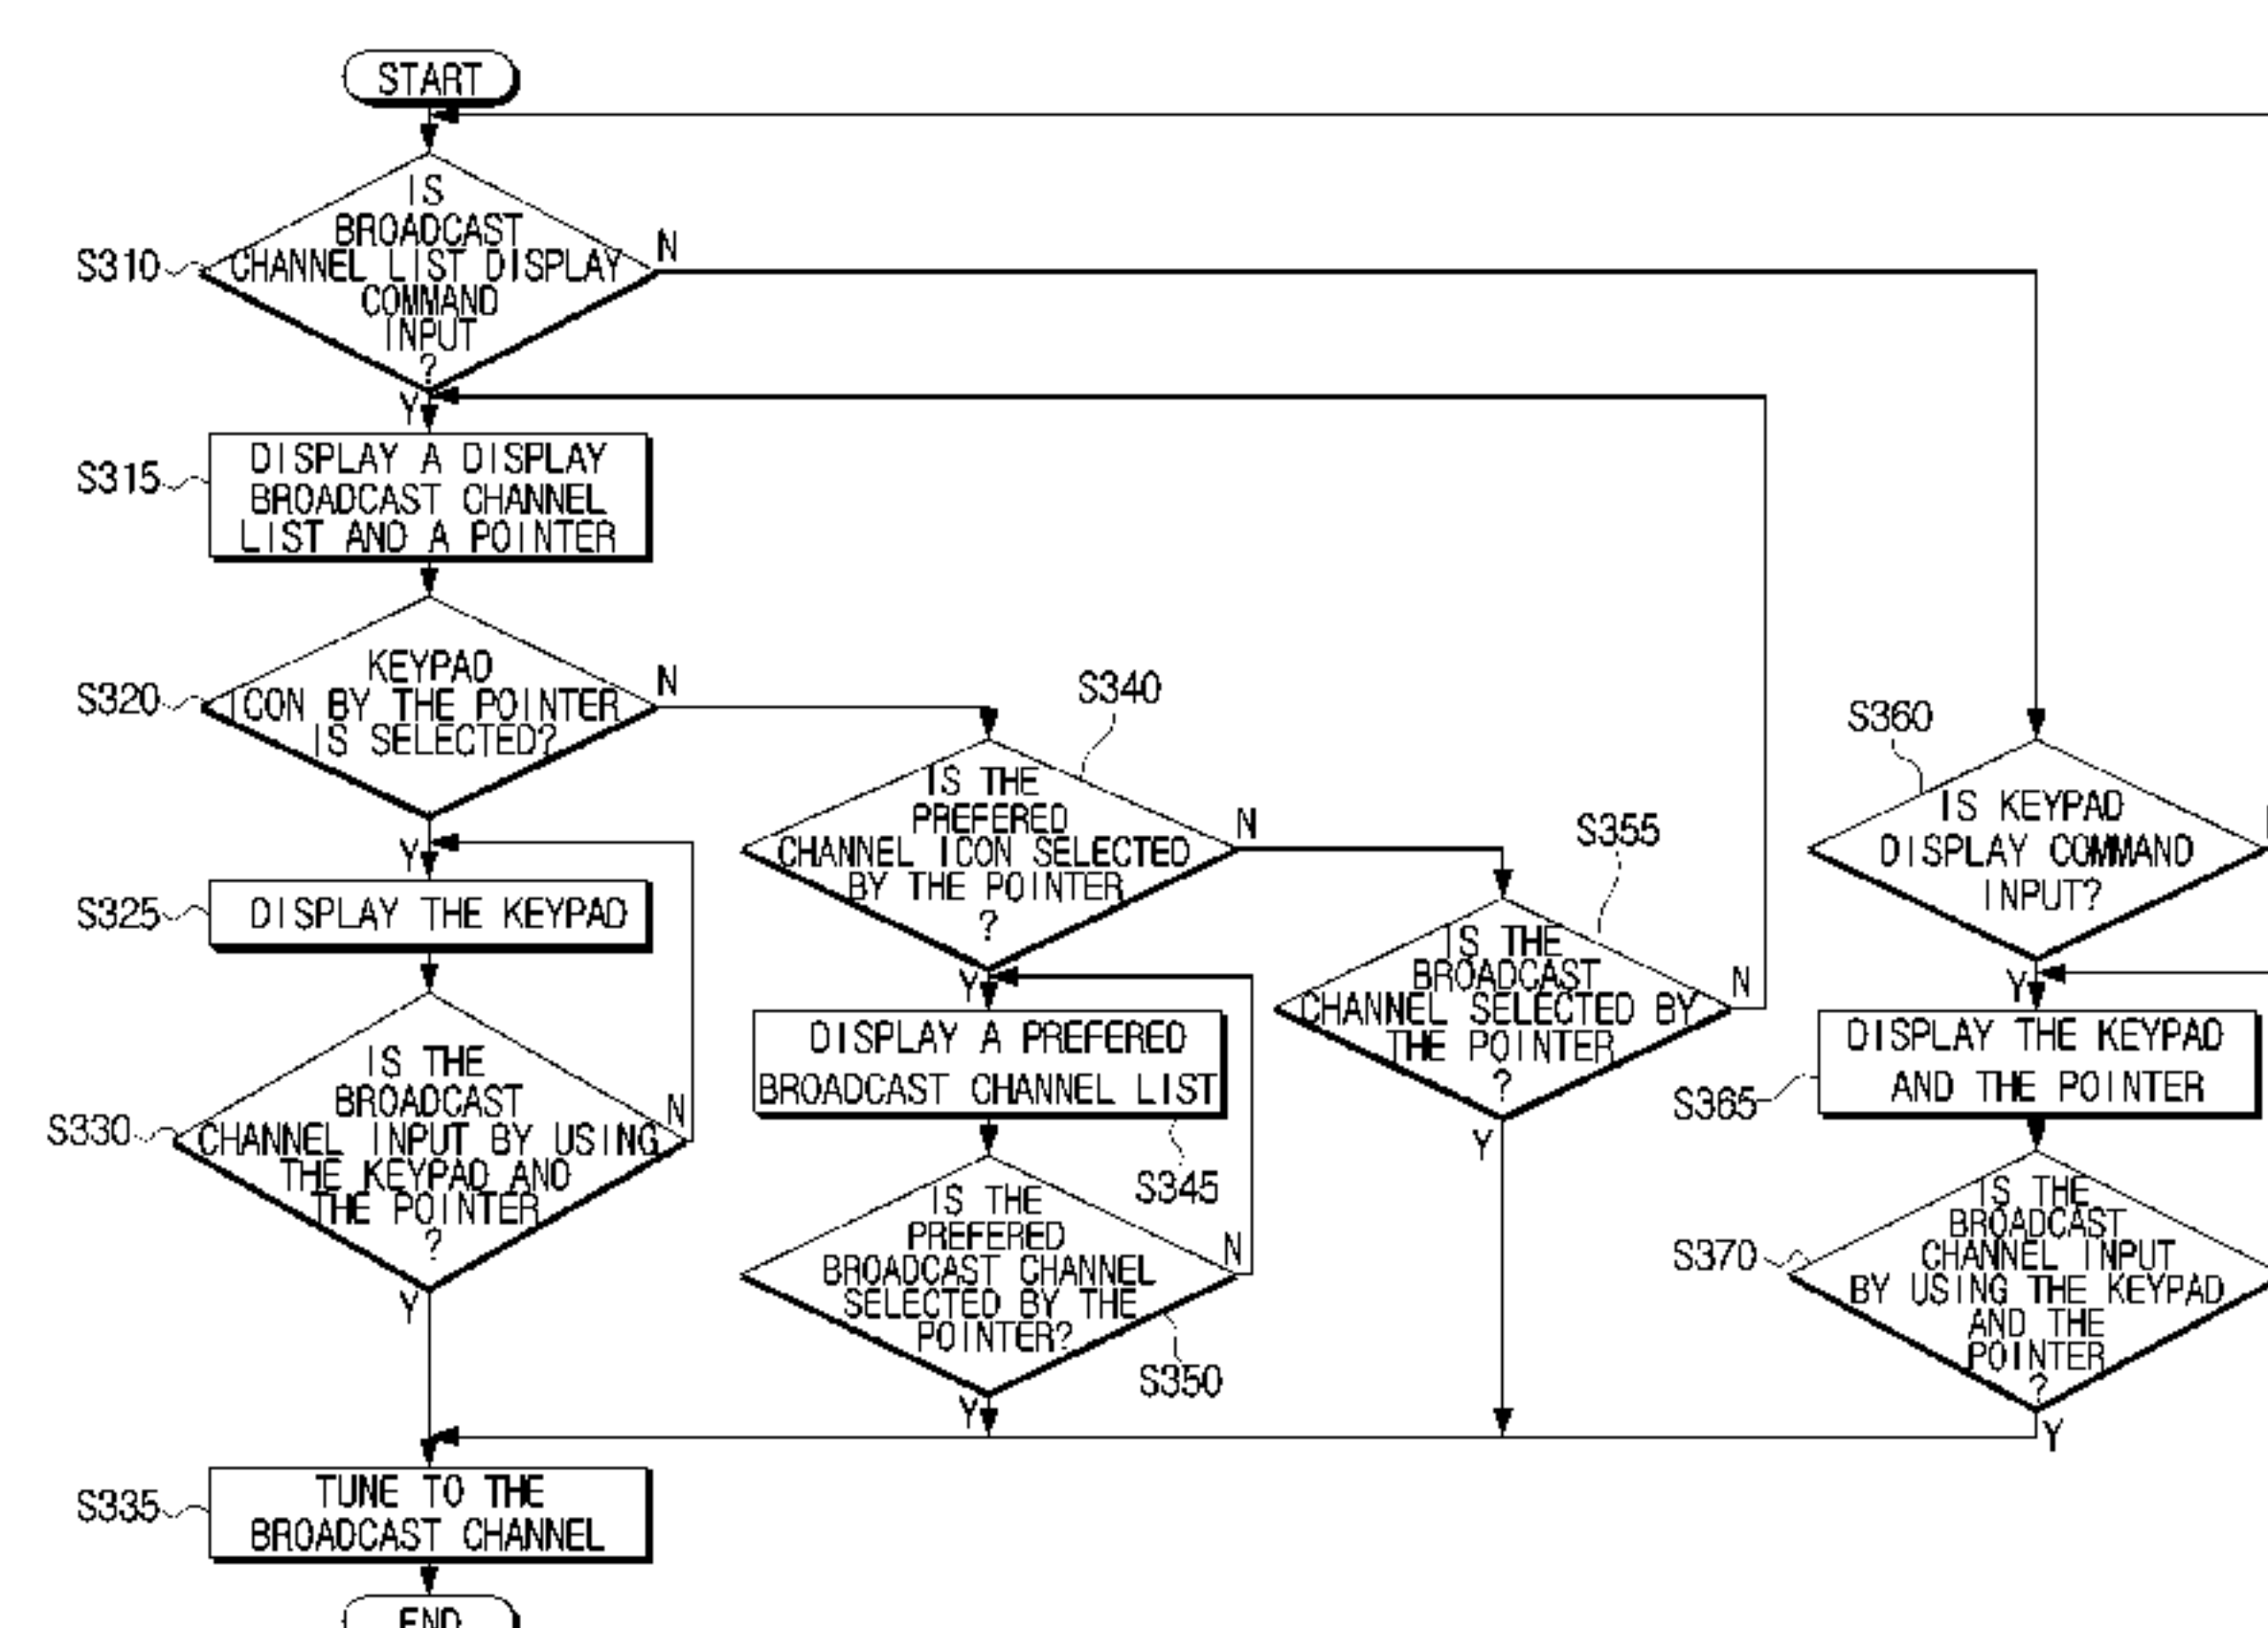 START
S310
IS
BROADCAST
CHANNEL LIST DISPLAY
COMMAND
INPUT
?
N
Y
S315
DISPLAY A DISPLAY
BROADCAST CHANNEL
LIST AND A POINTER
S320
KEYPAD
ICON BY THE POINTER
IS SELECTED?
N
Y
S325
DISPLAY THE KEYPAD
S330
IS THE
BROADCAST
CHANNEL INPUT BY USING
THE KEYPAD AND
THE POINTER
?
N
Y
S335
TUNE TO THE
BROADCAST CHANNEL
END
S340
IS THE
PREFERED
CHANNEL ICON SELECTED
BY THE POINTER
?
N
Y
DISPLAY A PREFERED
BROADCAST CHANNEL LIST
S345
IS THE
PREFERED
BROADCAST CHANNEL
SELECTED BY THE
POINTER?
N
S350
Y
S355
IS THE
BROADCAST
CHANNEL SELECTED BY
THE POINTER
?
N
Y
S360
IS KEYPAD
DISPLAY COMMAND
INPUT?
Y
S365
DISPLAY THE KEYPAD
AND THE POINTER
S370
IS THE
BROADCAST
CHANNEL INPUT
BY USING THE KEYPAD
AND THE
POINTER
?
Y